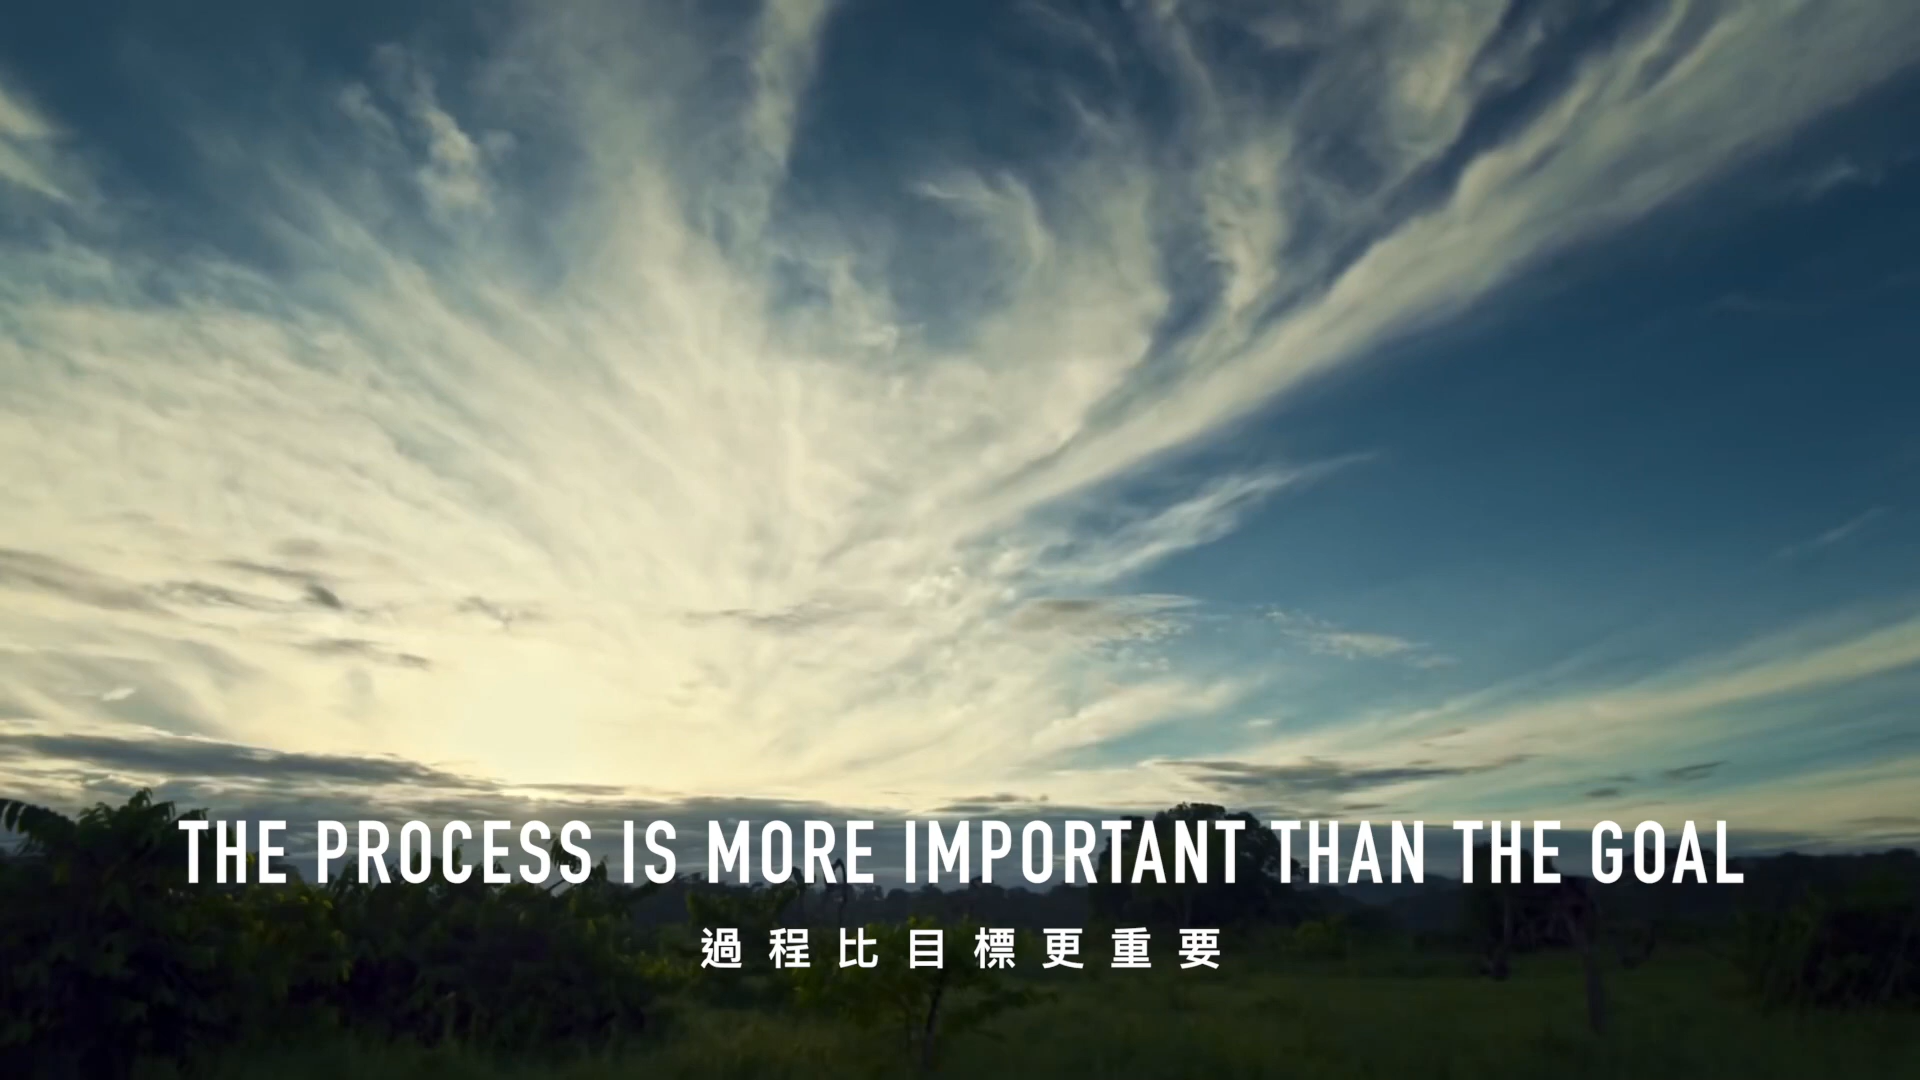 THE PROCESS IS MORE IMPORTANT THAN THE GOAL
過程比目標更重要